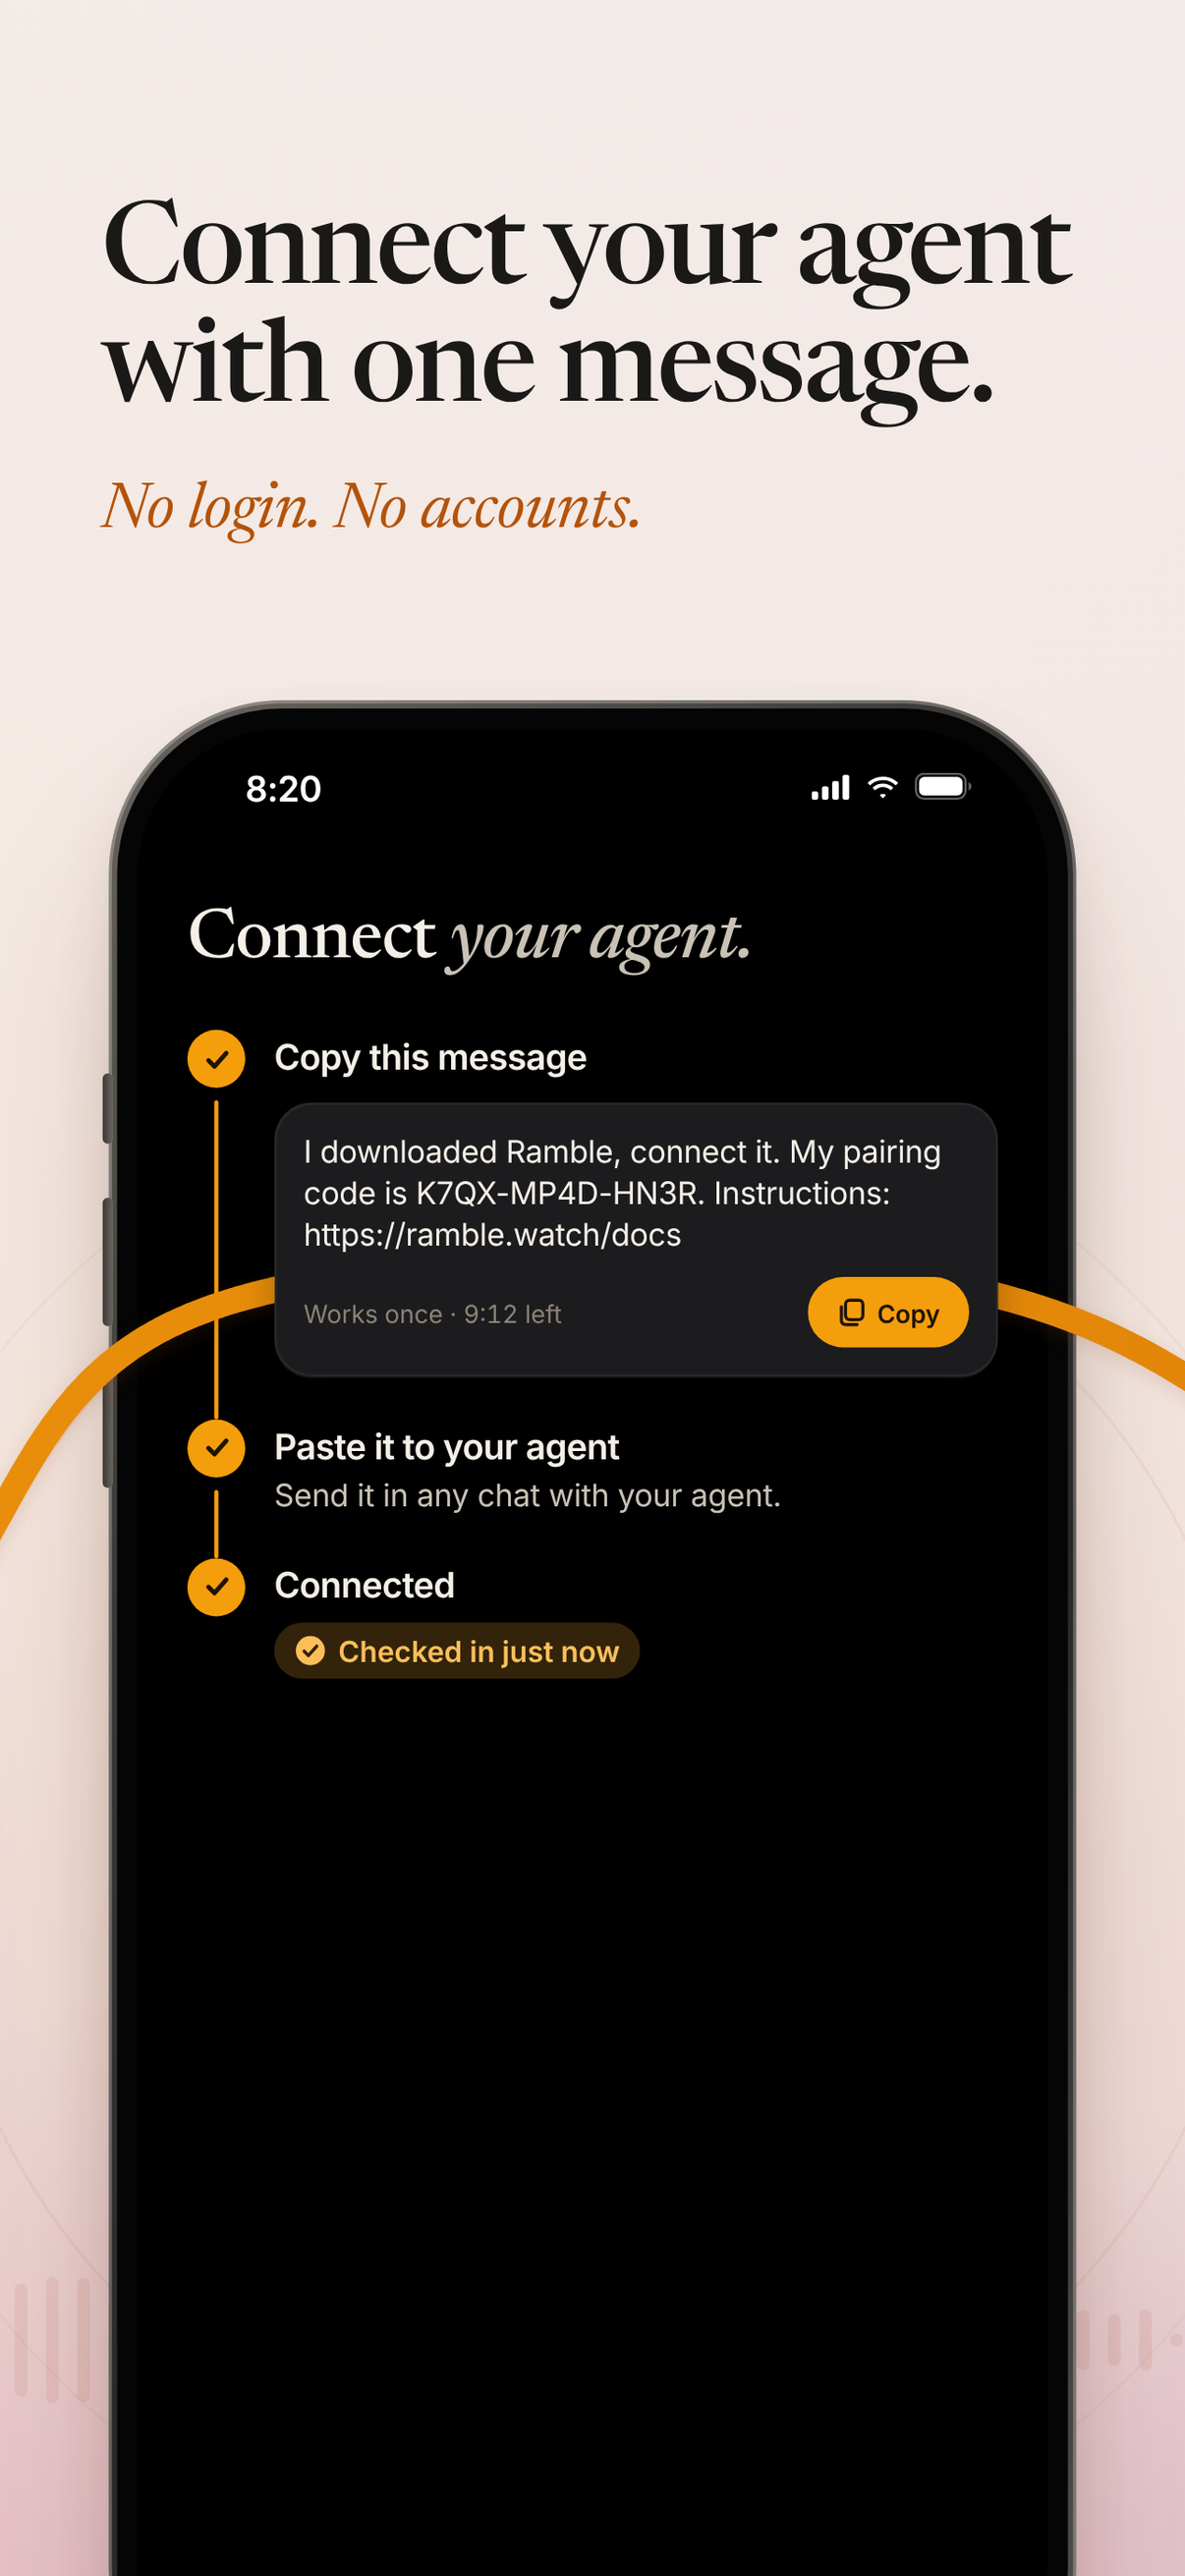 Connect your agent
with one message.
No login. No accounts.
8:20
Connect your agent.
Copy this message
I downloaded Ramble, connect it. My pairing
code is K7QX-MP4D-HN3R. Instructions:
https://ramble.watch/docs
Works once · 9:12 left
Copy
Paste it to your agent
Send it in any chat with your agent.
Connected
Checked in just now